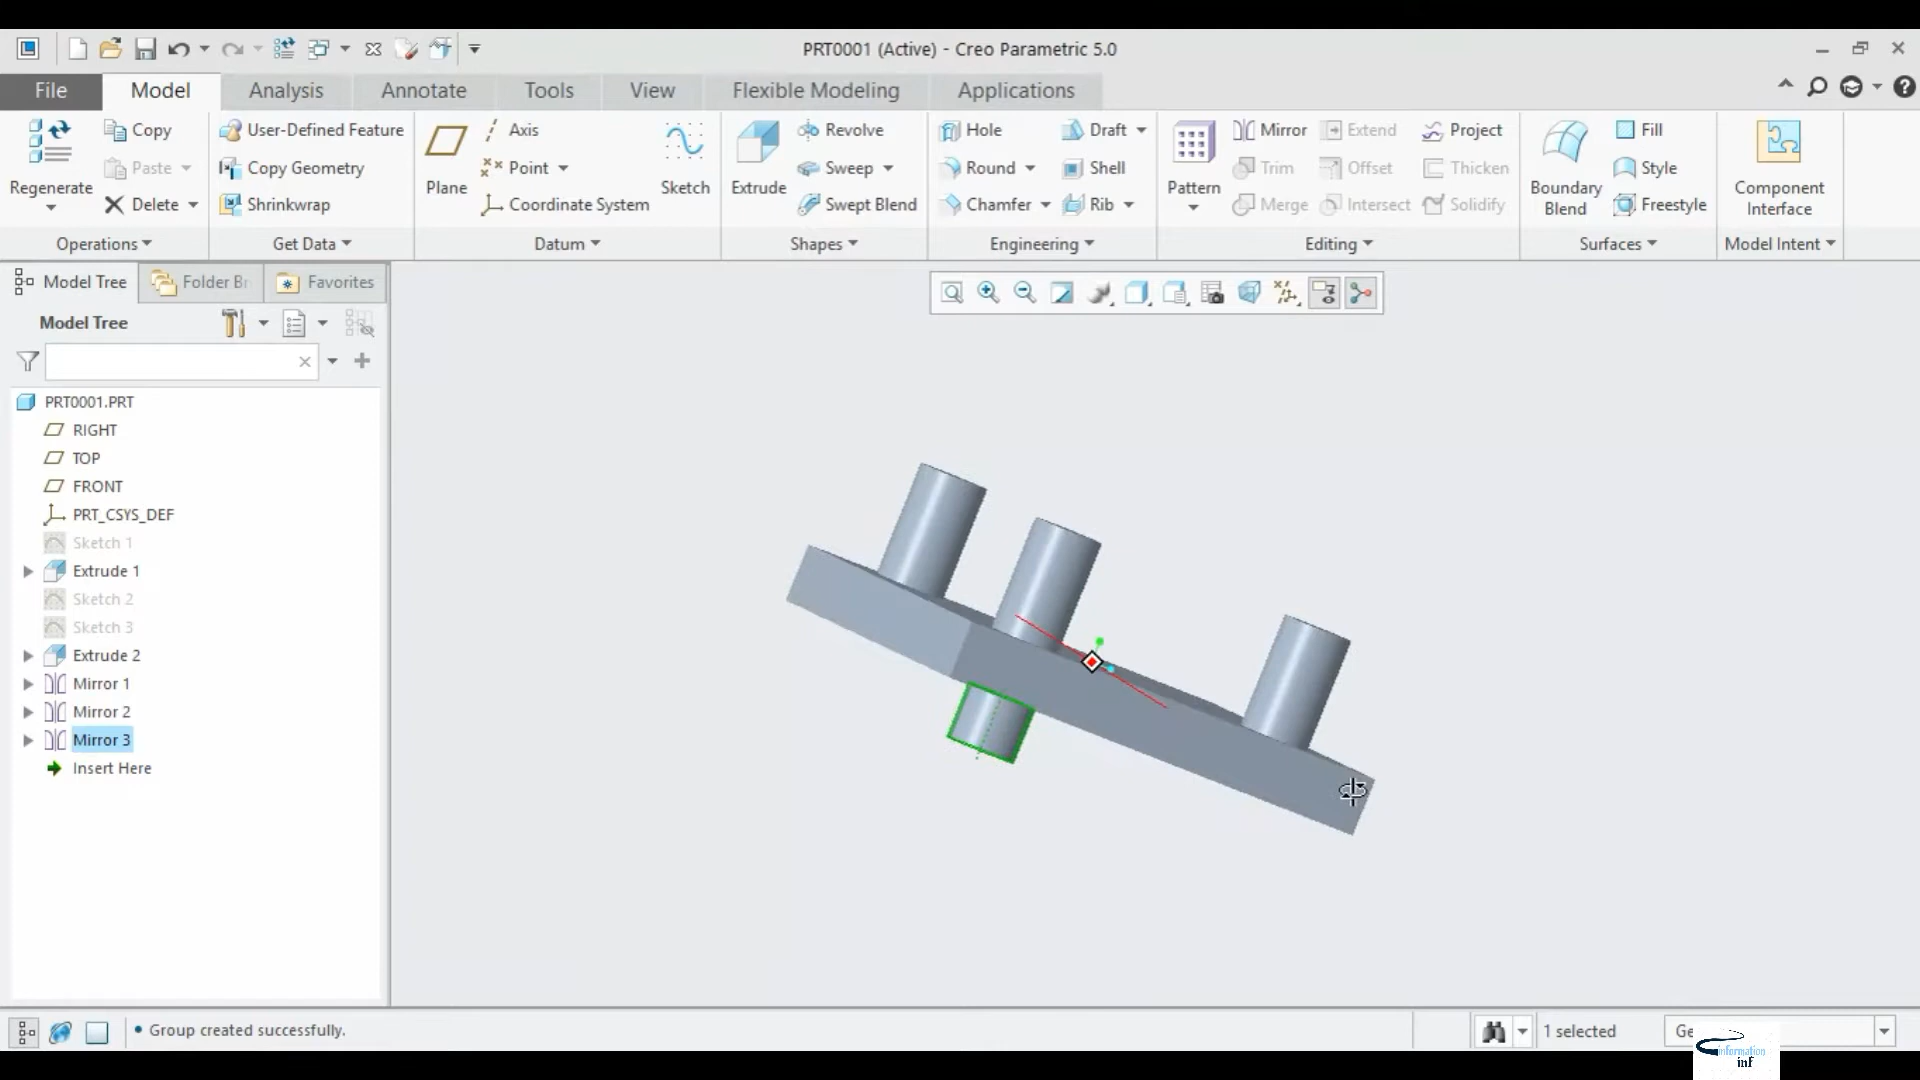 PRT0001 (Active) - Creo Parametric 5.0
File Model Analysis Annotate Tools View Flexible Modeling Applications
Regenerate
Copy
Paste
Delete
Operations
User-Defined Feature
Copy Geometry
Shrinkwrap
Get Data
Plane
Axis
Point
Coordinate System
Sketch
Datum
Extrude
Revolve
Sweep
Swept Blend
Shapes
Hole
Draft
Round
Shell
Chamfer
Rib
Engineering
Pattern
Mirror
Extend
Project
Trim
Offset
Thicken
Merge
Intersect
Solidify
Editing
Boundary
Blend
Fill
Style
Freestyle
Surfaces
Component
Interface
Model Intent
Model Tree
Folder Br
Favorites
Model Tree
PRT0001.PRT
RIGHT
TOP
FRONT
PRT_CSYS_DEF
Sketch 1
Extrude 1
Sketch 2
Sketch 3
Extrude 2
Mirror 1
Mirror 2
Mirror 3
Insert Here
• Group created successfully.
1 selected
Ge
information
inf